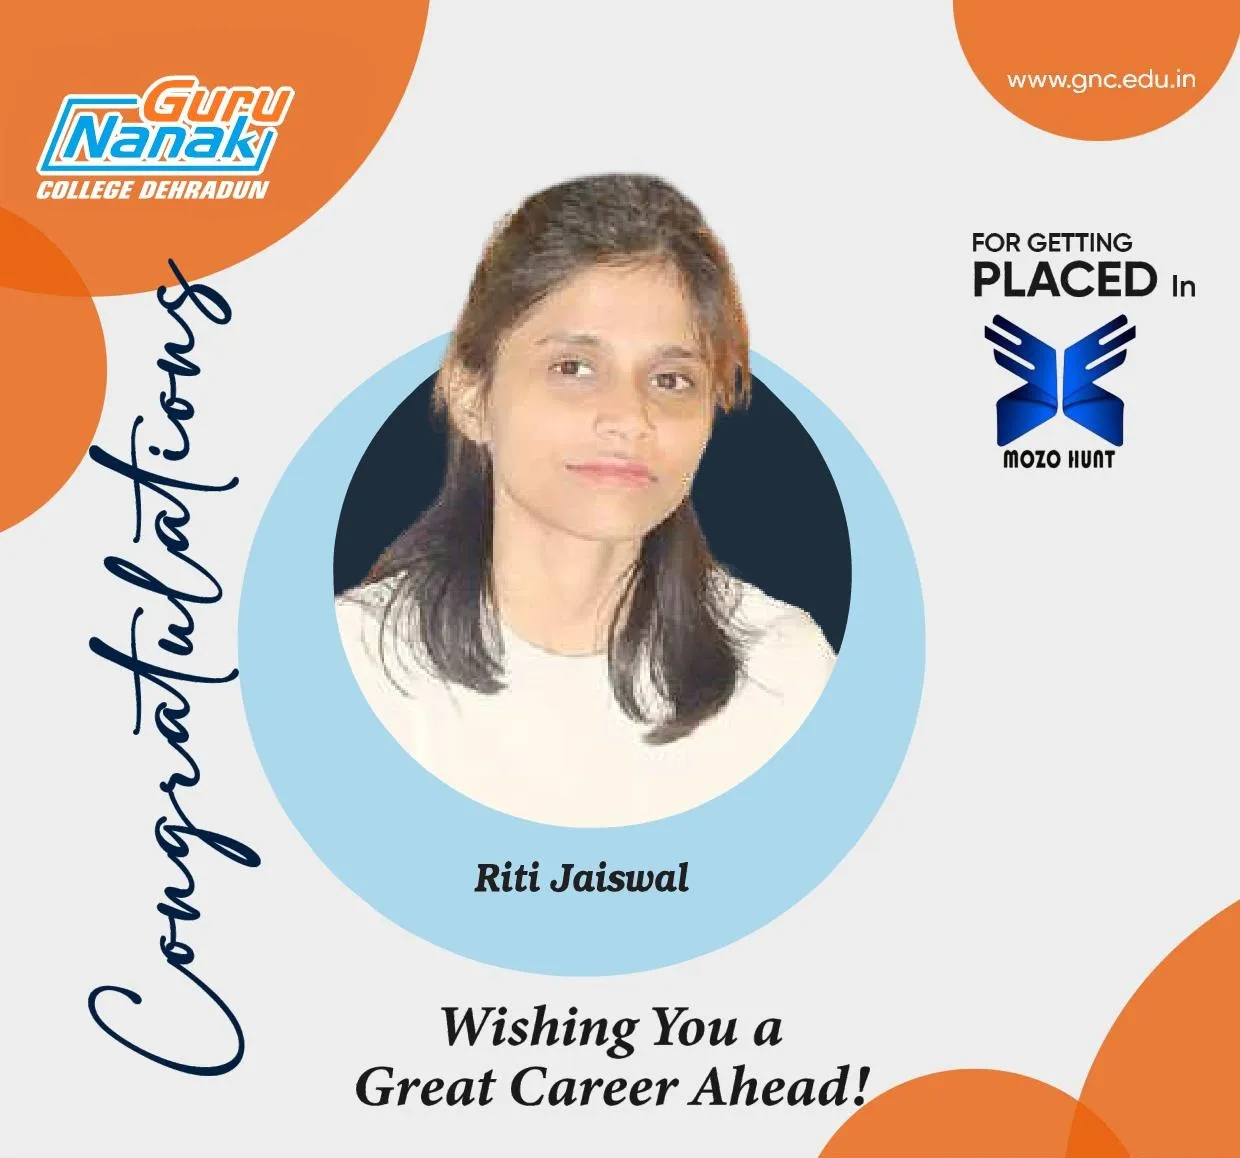 Guru
Nanak
COLLEGE DEHRADUN
www.gnc.edu.in
Congratulations
FOR GETTING
PLACED In
MOZO HUNT
Riti Jaiswal
Wishing You a
Great Career Ahead!